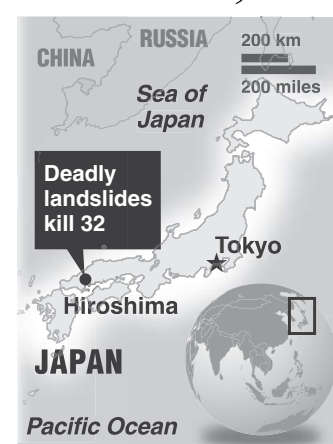 RUSSIA
200 km
CHINA
200 miles
Sea of
Japan
Deadly
landslides
kill 32
Tokyo
Hiroshima
JAPAN
Pacific Ocean